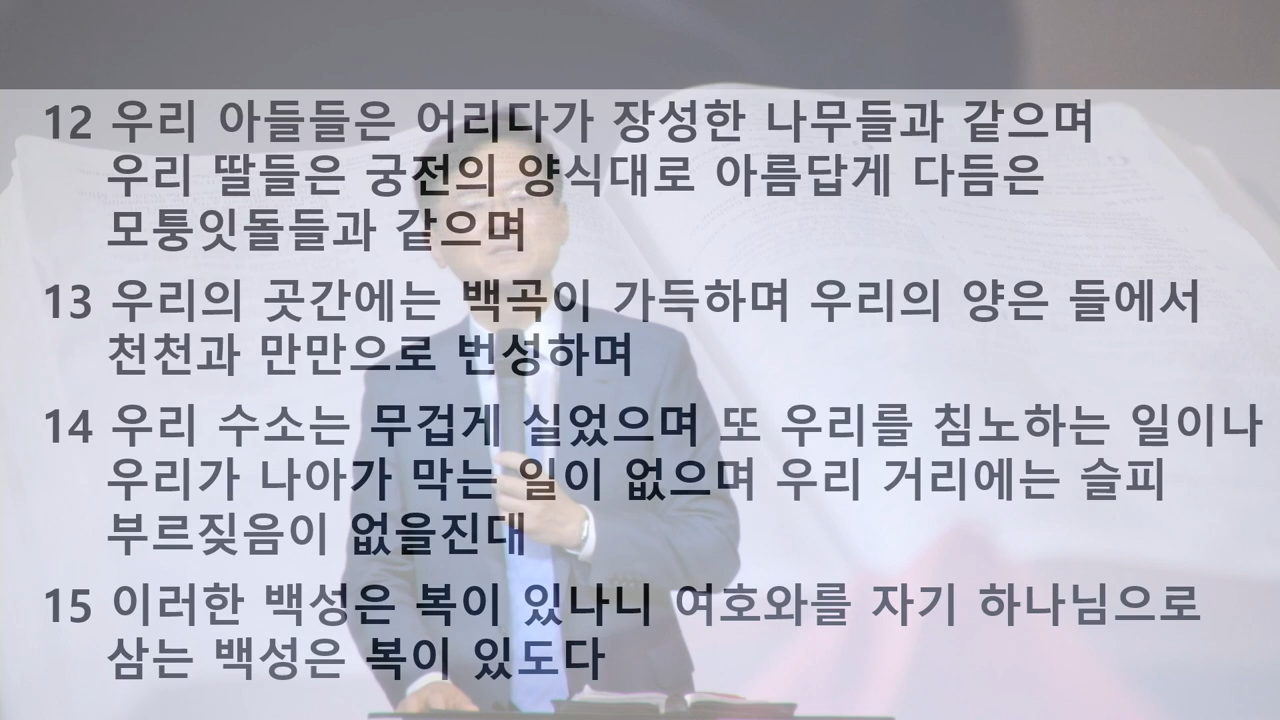 12 우리 아들들은 어리다가 장성한 나무들과 같으며
우리 딸들은 궁전의 양식대로 아름답게 다듬은
모퉁잇돌들과 같으며
13 우리의 곳간에는 백곡이 가득하며 우리의 양은 들에서
천천과 만만으로 번성하며
14 우리 수소는 무겁게 실었으며 또 우리를 침노하는 일이나
우리가 나아가 막는 일이 없으며 우리 거리에는 슬피
부르짖음이 없을진대
15 이러한 백성은 복이 있나니 여호와를 자기 하나님으로
삼는 백성은 복이 있도다